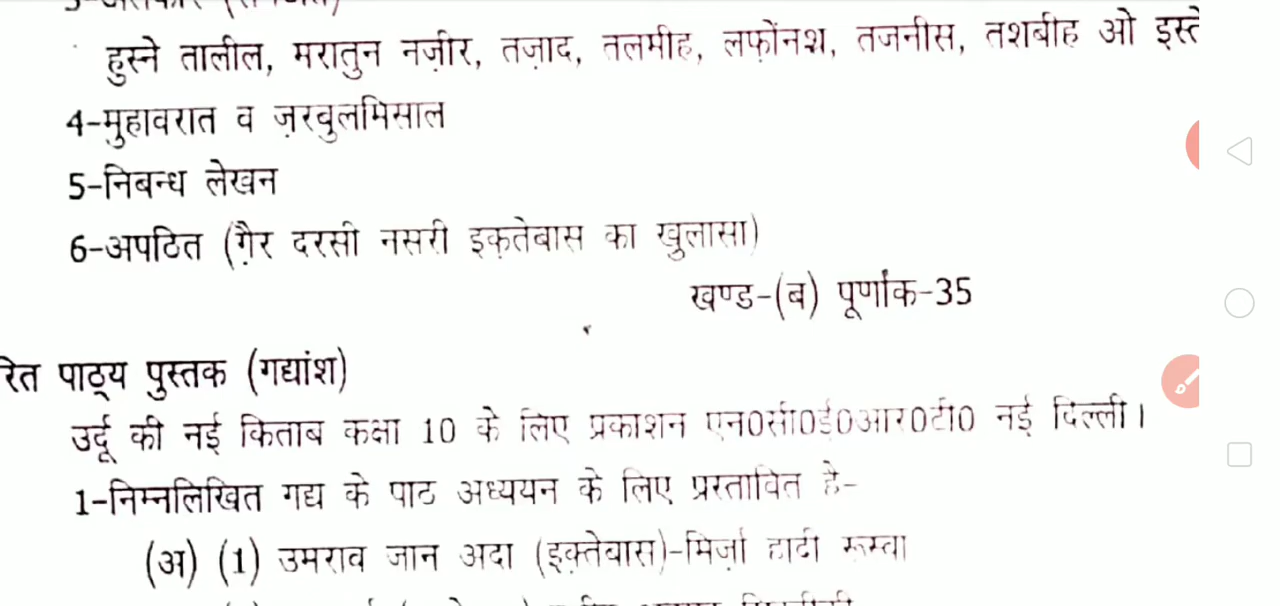 हुस्ने तालील, मरातुन नज़ीर, तज़ाद, तलमीह, लफ़ोंनश, तजनीस, तशबीह ओ इस्ते
4-मुहावरात व ज़रबुलमिसाल
5-निबन्ध लेखन
6-अपठित (ग़ैर दरसी नसरी इक़तेबास का खुलासा)
खण्ड-(ब) पूर्णांक-35
रित पाठ्य पुस्तक (गद्यांश)
उर्दू की नई किताब कक्षा 10 के लिए प्रकाशन एन0सी0ई0आर0टी0 नई दिल्ली।
1-निम्नलिखित गद्य के पाठ अध्ययन के लिए प्रस्तावित है-
(अ) (1) उमराव जान अदा (इक़्तेबास)-मिर्ज़ा हादी रूस्वा